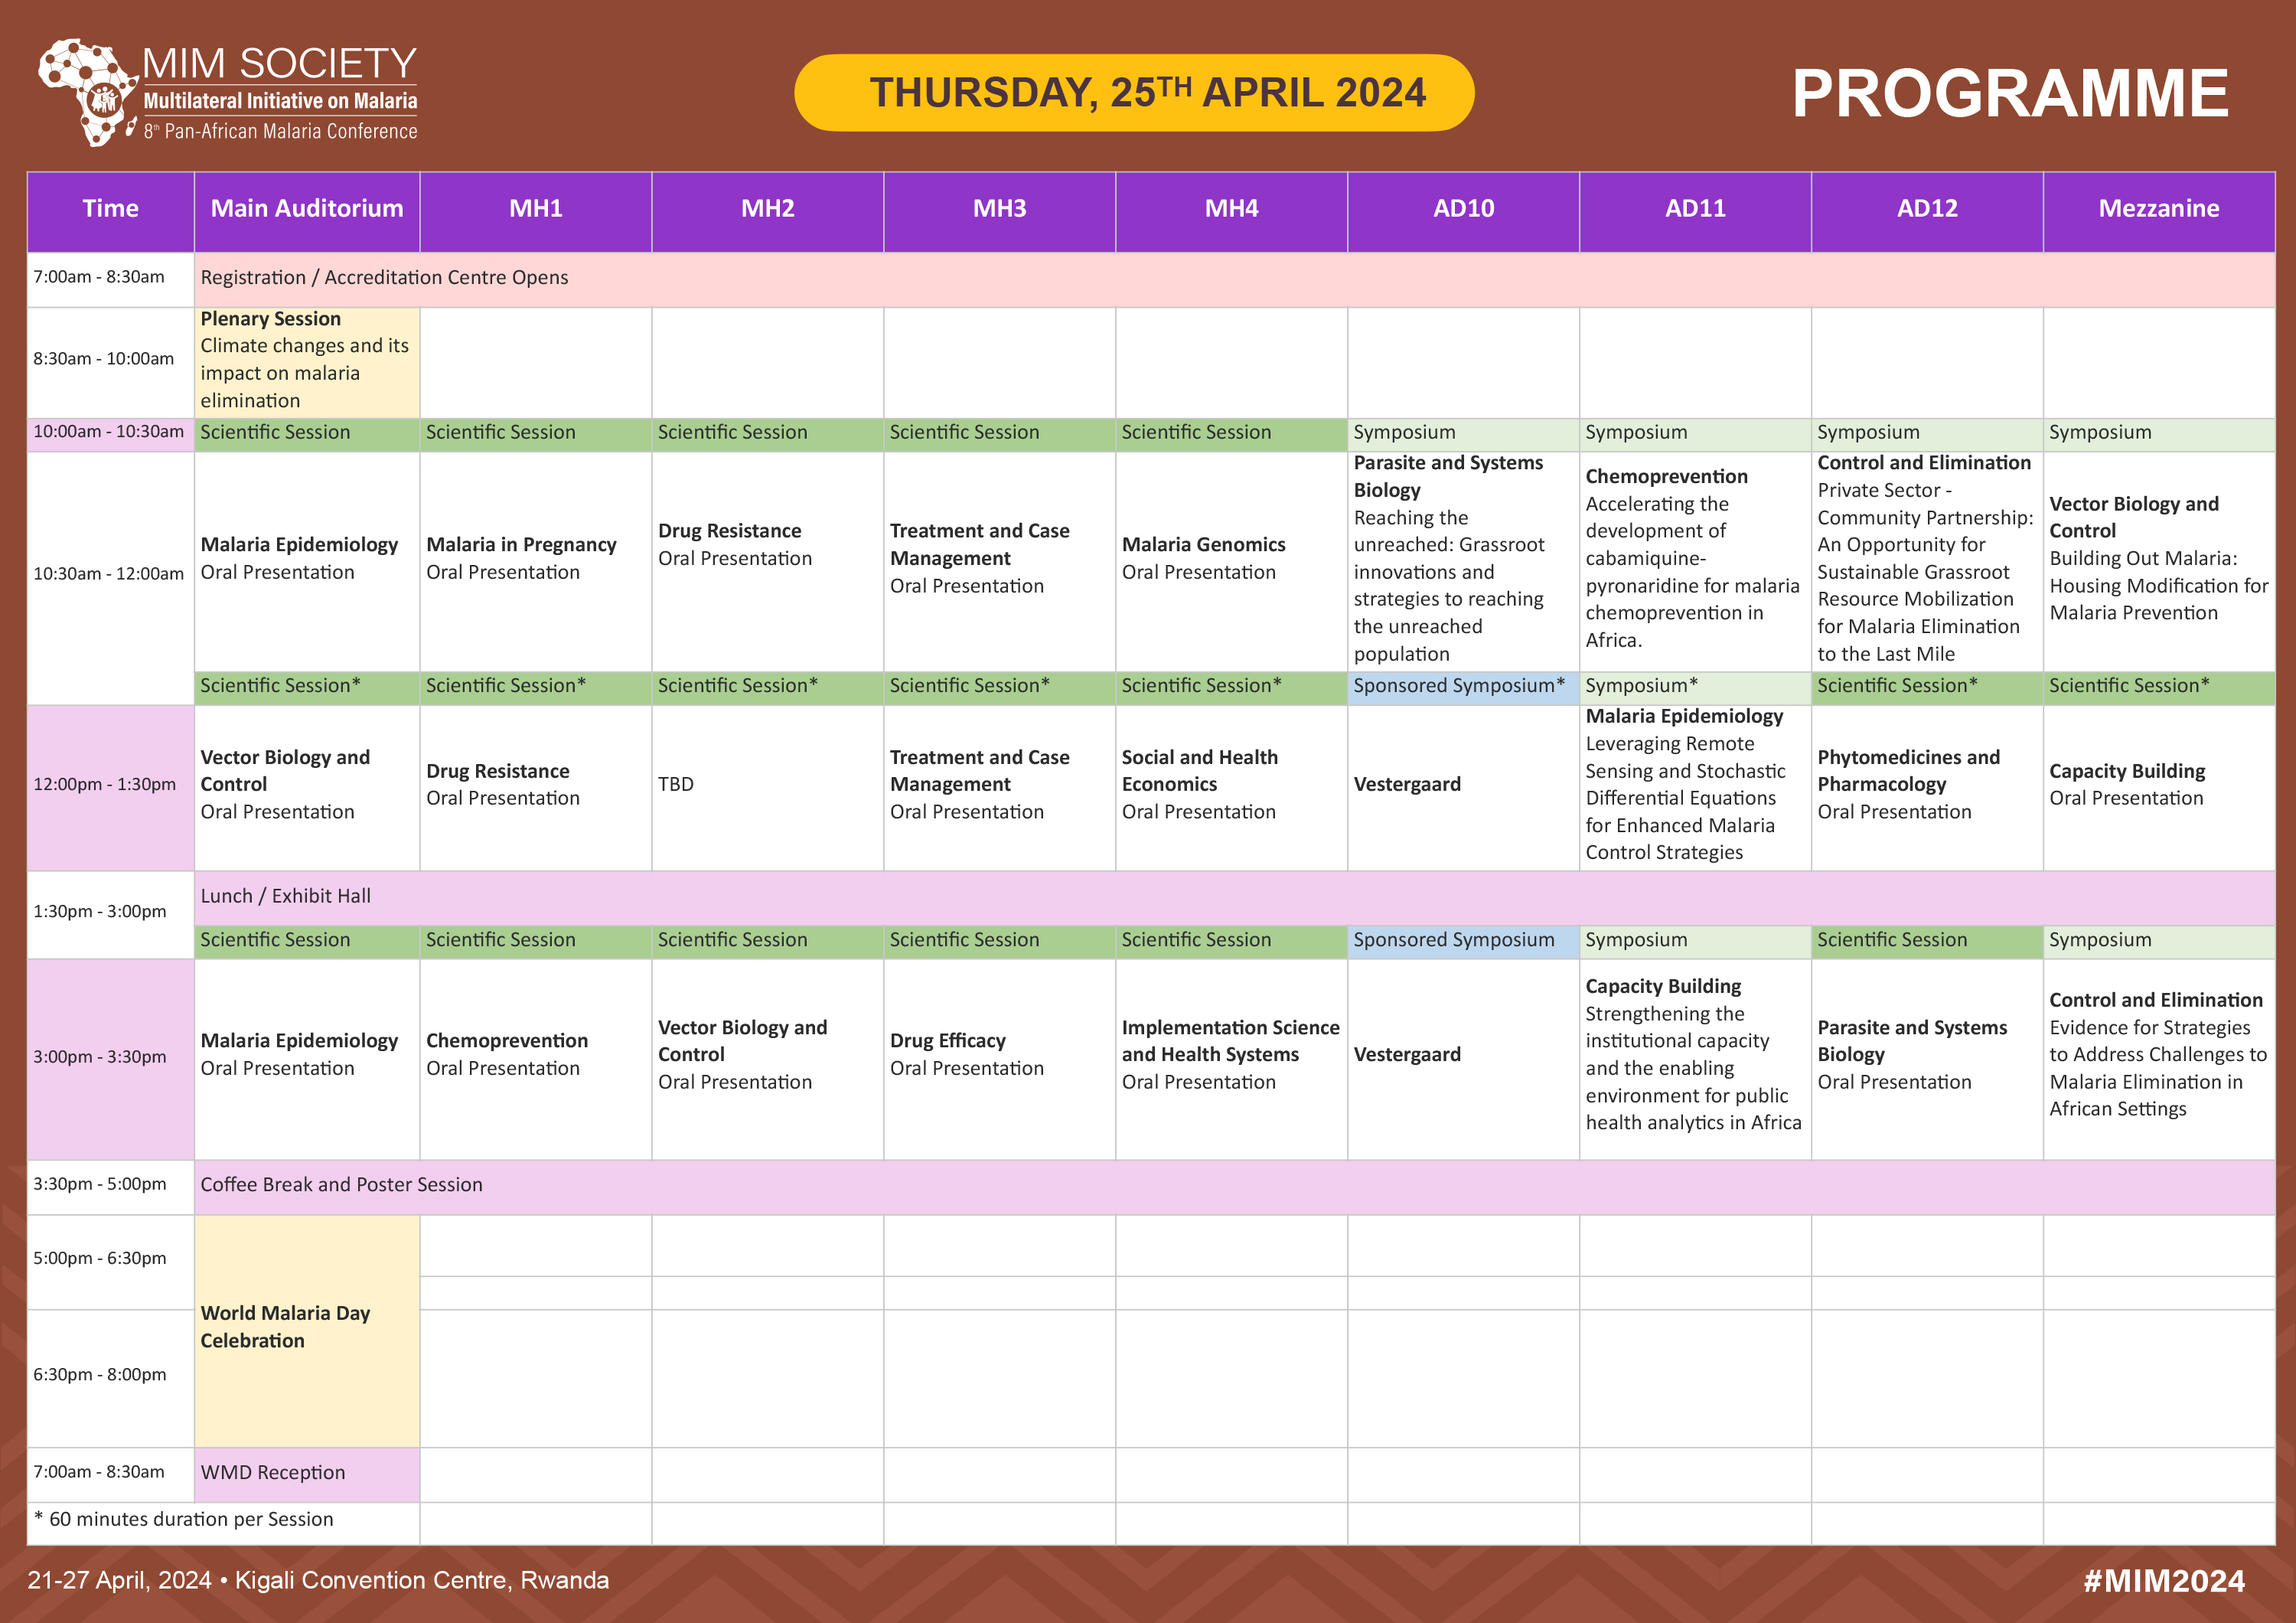 MIM SOCIETY
Multilateral Initiative on Malaria
8th Pan-African Malaria Conference
THURSDAY, 25TH APRIL 2024
PROGRAMME
Time
Main Auditorium
MH1
MH2
MH3
MH4
AD10
AD11
AD12
Mezzanine
7:00am - 8:30am
Registration / Accreditation Centre Opens
8:30am - 10:00am
Plenary Session
Climate changes and its
impact on malaria
elimination
10:00am - 10:30am
Scientific Session
Scientific Session
Scientific Session
Scientific Session
Scientific Session
Symposium
Symposium
Symposium
Symposium
10:30am - 12:00am
Malaria Epidemiology
Oral Presentation
Malaria in Pregnancy
Oral Presentation
Drug Resistance
Oral Presentation
Treatment and Case
Management
Oral Presentation
Malaria Genomics
Oral Presentation
Parasite and Systems
Biology
Reaching the
unreached: Grassroot
innovations and
strategies to reaching
the unreached
population
Chemoprevention
Accelerating the
development of
cabamiquine-
pyronaridine for malaria
chemoprevention in
Africa.
Control and Elimination
Private Sector -
Community Partnership:
An Opportunity for
Sustainable Grassroot
Resource Mobilization
for Malaria Elimination
to the Last Mile
Vector Biology and
Control
Building Out Malaria:
Housing Modification for
Malaria Prevention
Scientific Session*
Scientific Session*
Scientific Session*
Scientific Session*
Scientific Session*
Sponsored Symposium*
Symposium*
Scientific Session*
Scientific Session*
12:00pm - 1:30pm
Vector Biology and
Control
Oral Presentation
Drug Resistance
Oral Presentation
TBD
Treatment and Case
Management
Oral Presentation
Social and Health
Economics
Oral Presentation
Vestergaard
Malaria Epidemiology
Leveraging Remote
Sensing and Stochastic
Differential Equations
for Enhanced Malaria
Control Strategies
Phytomedicines and
Pharmacology
Oral Presentation
Capacity Building
Oral Presentation
1:30pm - 3:00pm
Lunch / Exhibit Hall
Scientific Session
Scientific Session
Scientific Session
Scientific Session
Scientific Session
Sponsored Symposium
Symposium
Scientific Session
Symposium
3:00pm - 3:30pm
Malaria Epidemiology
Oral Presentation
Chemoprevention
Oral Presentation
Vector Biology and
Control
Oral Presentation
Drug Efficacy
Oral Presentation
Implementation Science
and Health Systems
Oral Presentation
Vestergaard
Capacity Building
Strengthening the
institutional capacity
and the enabling
environment for public
health analytics in Africa
Parasite and Systems
Biology
Oral Presentation
Control and Elimination
Evidence for Strategies
to Address Challenges to
Malaria Elimination in
African Settings
3:30pm - 5:00pm
Coffee Break and Poster Session
5:00pm - 6:30pm
World Malaria Day
Celebration
6:30pm - 8:00pm
7:00am - 8:30am
WMD Reception
* 60 minutes duration per Session
21-27 April, 2024 • Kigali Convention Centre, Rwanda
#MIM2024